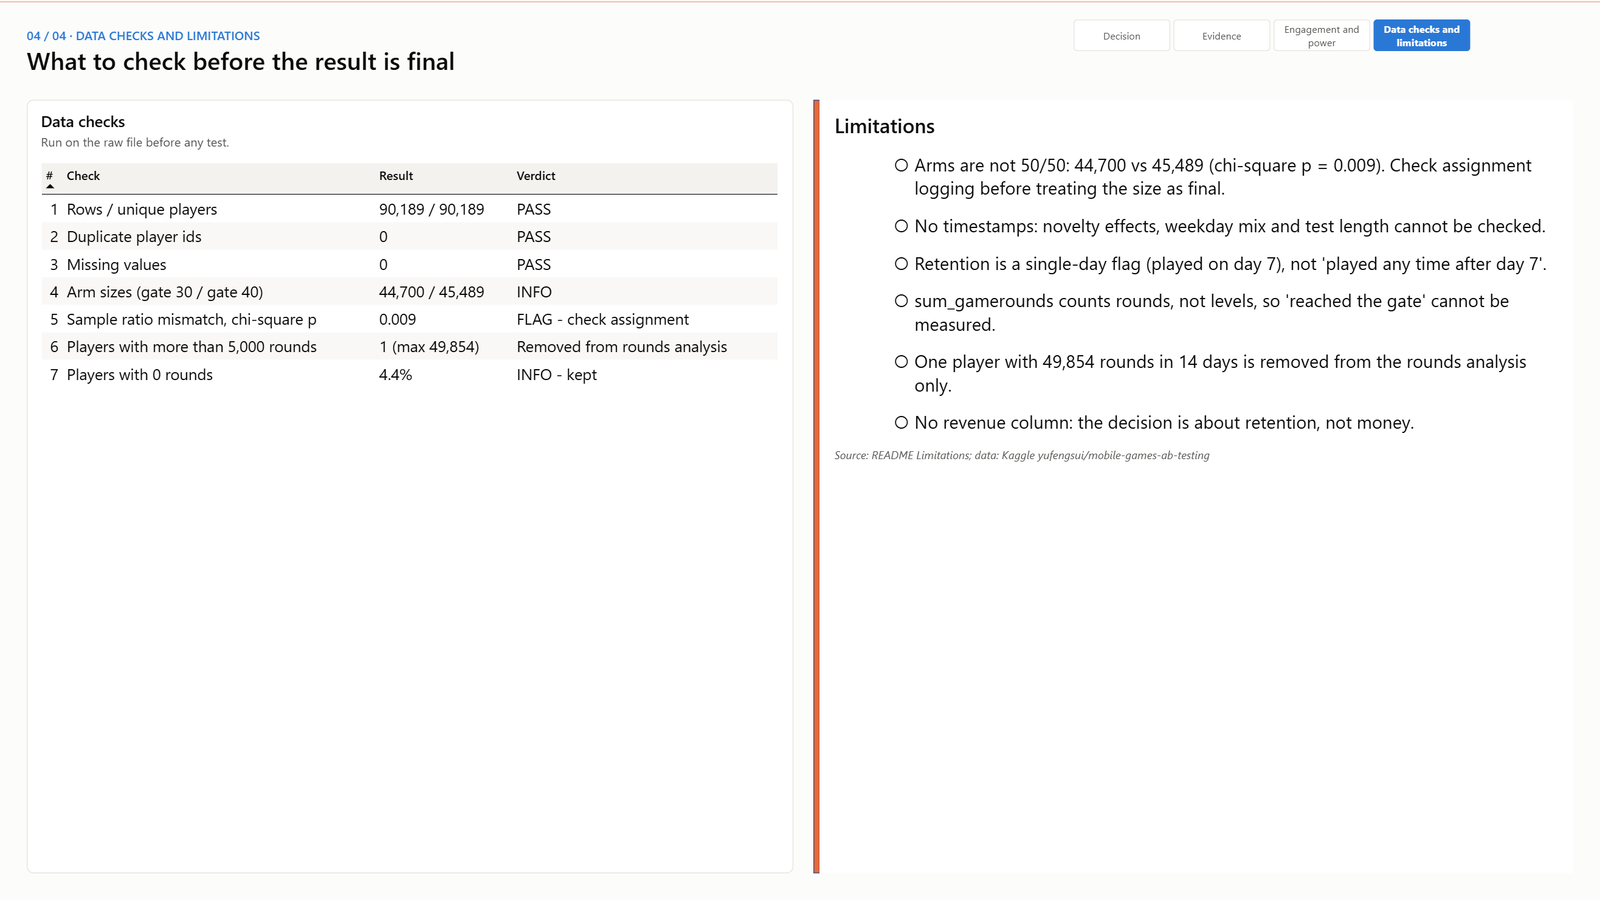 04 / 04 · DATA CHECKS AND LIMITATIONS
What to check before the result is final
Decision
Evidence
Engagement and
power
Data checks and
limitations
Data checks
Run on the raw file before any test.
# Check Result Verdict
1 Rows / unique players 90,189 / 90,189 PASS
2 Duplicate player ids 0 PASS
3 Missing values 0 PASS
4 Arm sizes (gate 30 / gate 40) 44,700 / 45,489 INFO
5 Sample ratio mismatch, chi-square p 0.009 FLAG - check assignment
6 Players with more than 5,000 rounds 1 (max 49,854) Removed from rounds analysis
7 Players with 0 rounds 4.4% INFO - kept
Limitations
Arms are not 50/50: 44,700 vs 45,489 (chi-square p = 0.009). Check assignment
logging before treating the size as final.
No timestamps: novelty effects, weekday mix and test length cannot be checked.
Retention is a single-day flag (played on day 7), not 'played any time after day 7'.
sum_gamerounds counts rounds, not levels, so 'reached the gate' cannot be
measured.
One player with 49,854 rounds in 14 days is removed from the rounds analysis
only.
No revenue column: the decision is about retention, not money.
Source: README Limitations; data: Kaggle yufengsui/mobile-games-ab-testing